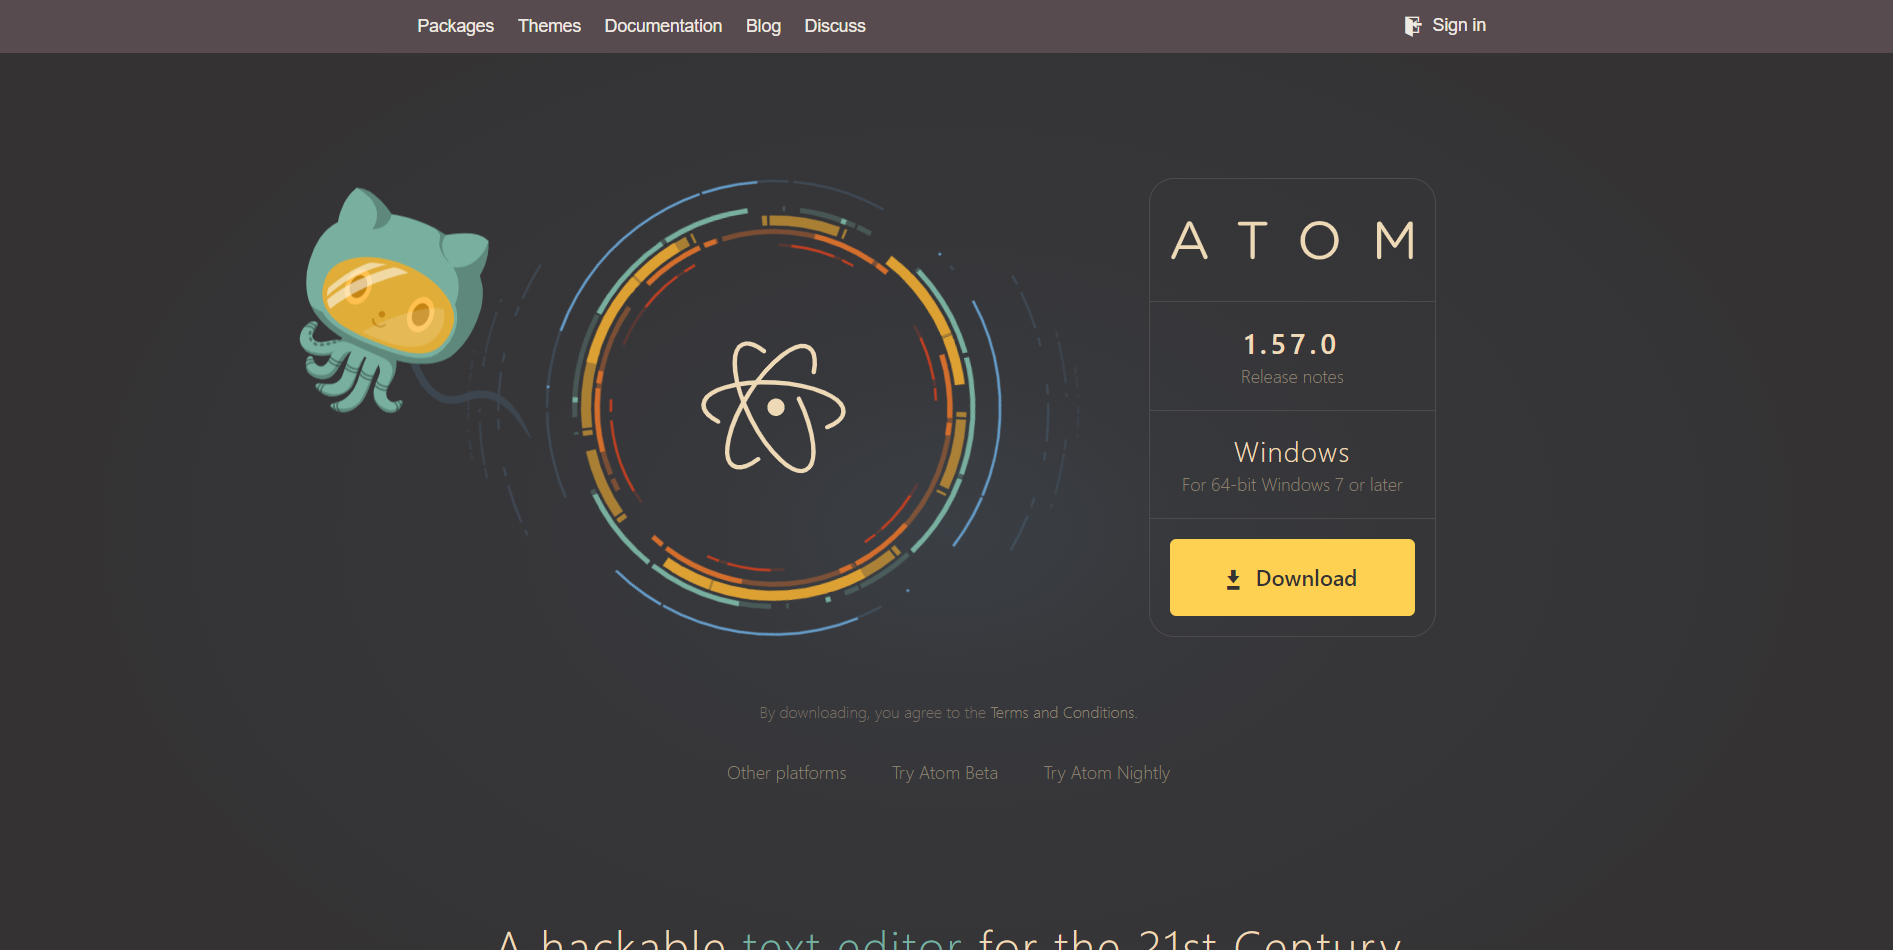 Packages Themes Documentation Blog Discuss Sign in
ATOM
1.57.0
Release notes
Windows
For 64-bit Windows 7 or later
Download
By downloading, you agree to the Terms and Conditions.
Other platforms Try Atom Beta Try Atom Nightly
A hackable text editor for the 21st Century